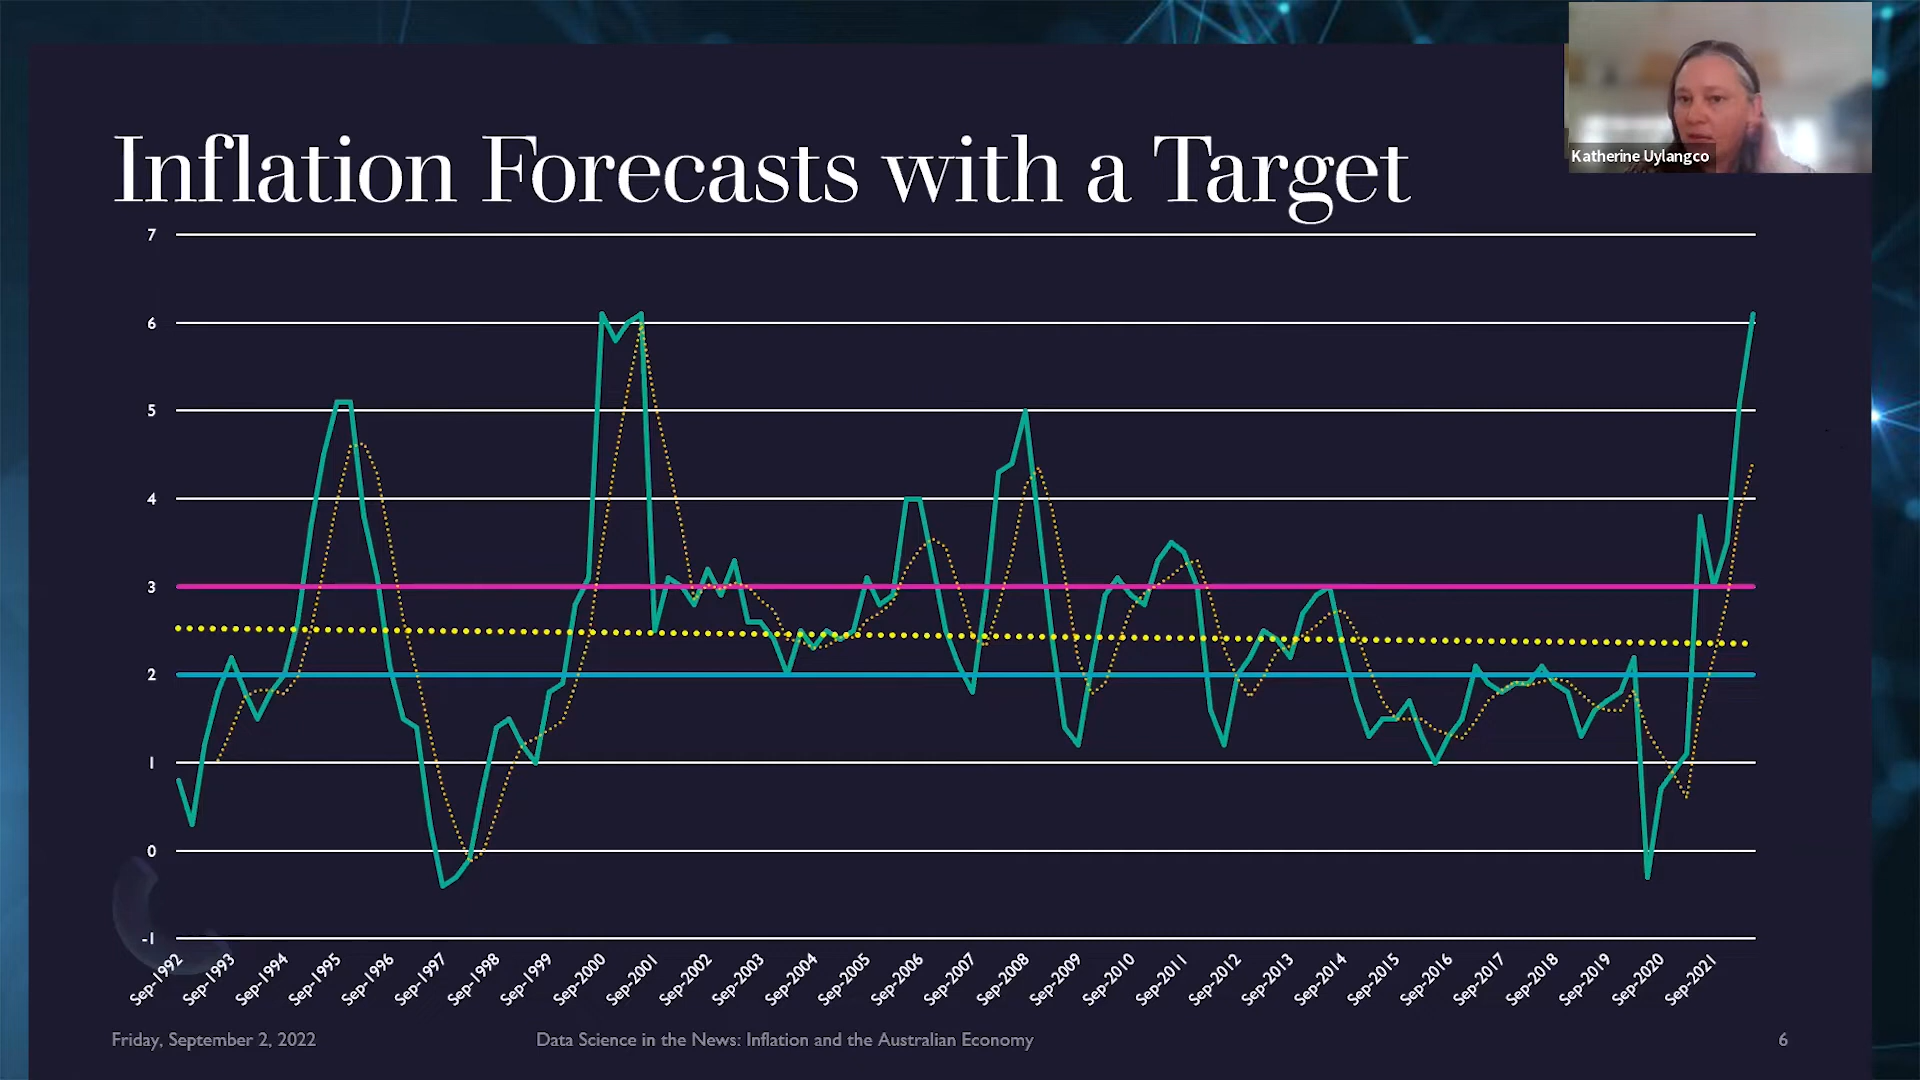 Katherine Uylangco
Inflation Forecasts with a Target
7
6
5
4
3
2
1
0
-1
Sep-1992
Sep-1993
Sep-1994
Sep-1995
Sep-1996
Sep-1997
Sep-1998
Sep-1999
Sep-2000
Sep-2001
Sep-2002
Sep-2003
Sep-2004
Sep-2005
Sep-2006
Sep-2007
Sep-2008
Sep-2009
Sep-2010
Sep-2011
Sep-2012
Sep-2013
Sep-2014
Sep-2015
Sep-2016
Sep-2017
Sep-2018
Sep-2019
Sep-2020
Sep-2021
Friday, September 2, 2022
Data Science in the News: Inflation and the Australian Economy
6